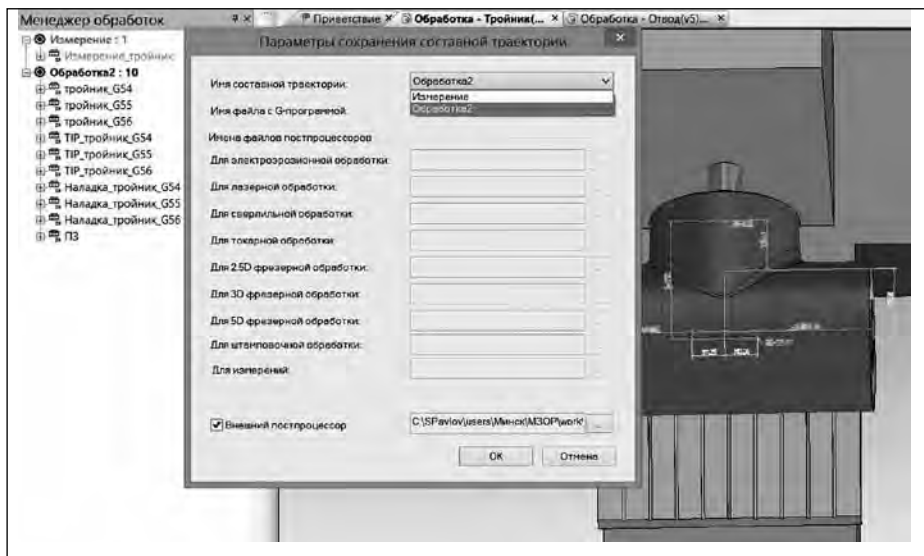 Менеджер обработок
Приветствие
Обработка - Тройник(...
Обработка - Отвод(v5)...
Измерение : 1
Измерение_тройник
Обработка2 : 10
тройник_G54
тройник_G55
тройник_G56
TIP_тройник_G54
TIP_тройник_G55
TIP_тройник_G56
Наладка_тройник_G54
Наладка_тройник_G55
Наладка_тройник_G56
ПЗ
Параметры сохранения составной траектории
Имя составной траектории:
Обработка2
Измерение
Обработка2
Имя файла с G-программой:
Имена файлов постпроцессоров
Для электроэрозионной обработки:
Для лазерной обработки:
Для сверлильной обработки:
Для токарной обработки:
Для 2.5D фрезерной обработки:
Для 3D фрезерной обработки:
Для 5D фрезерной обработки:
Для штамповочной обработки:
Для измерений:
Внешний постпроцессор
C:\SPavlov\users\Минск\МЗОР\work\
...
ОК
Отмена